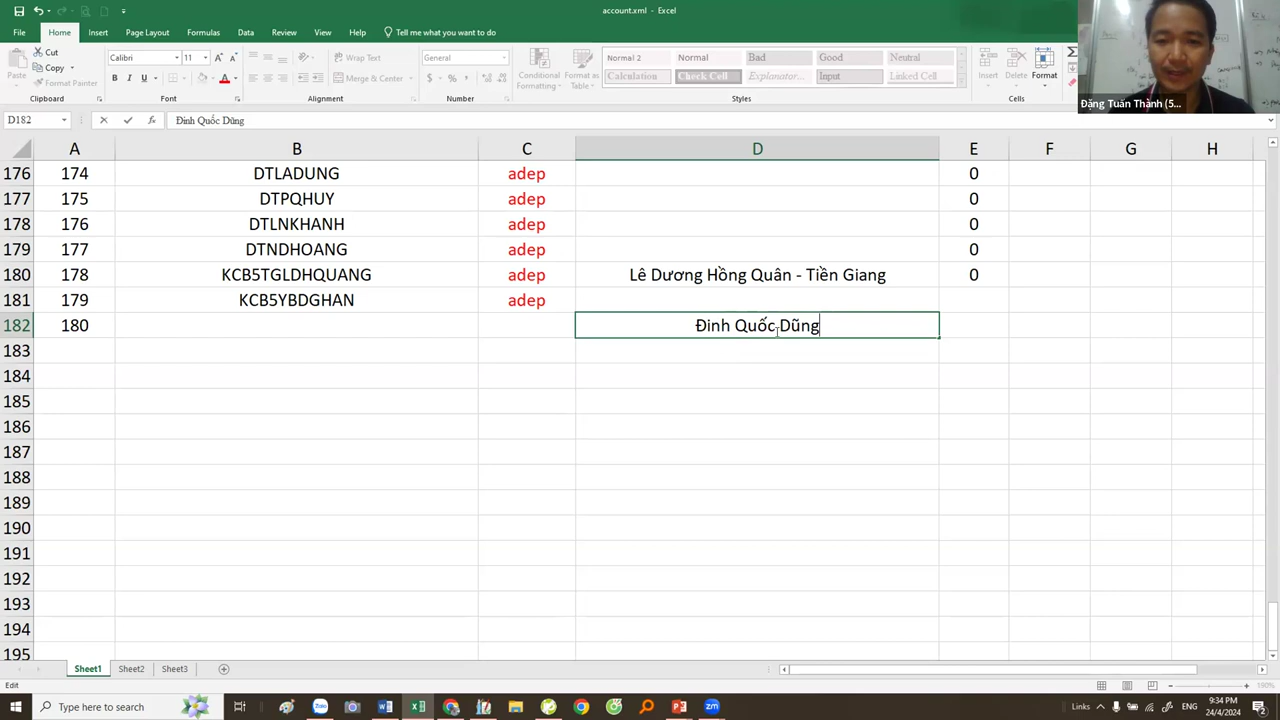 account.xml - Excel
File Home Insert Page Layout Formulas Data Review View Help Tell me what you want to do
Cut
Copy
Format Painter
Paste
Clipboard
Calibri 11
B I U
Font
Wrap Text
Merge & Center
Alignment
General
$ % ,
Number
Conditional Formatting
Format as Table
Normal 2 Normal Bad Good Neutral
Calculation Check Cell Explanatory... Input Linked Cell
Styles
Insert Delete Format
Cells
Đặng Tuấn Thành (5...
D182 fx Đinh Quốc Dũng
A B C D E F G H
176 174 DTLADUNG adep 0
177 175 DTPQHUY adep 0
178 176 DTLNKHANH adep 0
179 177 DTNDHOANG adep 0
180 178 KCB5TGLDHQUANG adep Lê Dương Hồng Quân - Tiền Giang 0
181 179 KCB5YBDGHAN adep
182 180 Đinh Quốc Dũng
183
184
185
186
187
188
189
190
191
192
193
194
195
Sheet1 Sheet2 Sheet3
Edit 190%
Type here to search
Links
9:34 PM
24/4/2024